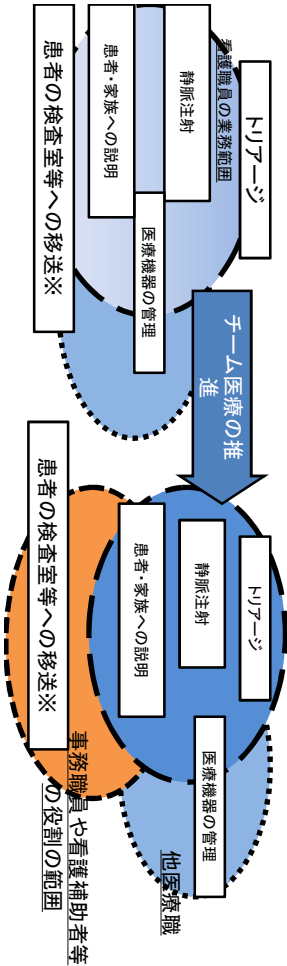 トリアージ
看護職員の業務範囲
静脈注射
患者・家族への説明
医療機器の管理
患者の検査室等への移送※
チーム医療の推
進
トリアージ
静脈注射
患者・家族への説明
医療機器の管理
患者の検査室等への移送※
他医療職
事務職員や看護補助者等
の役割の範囲